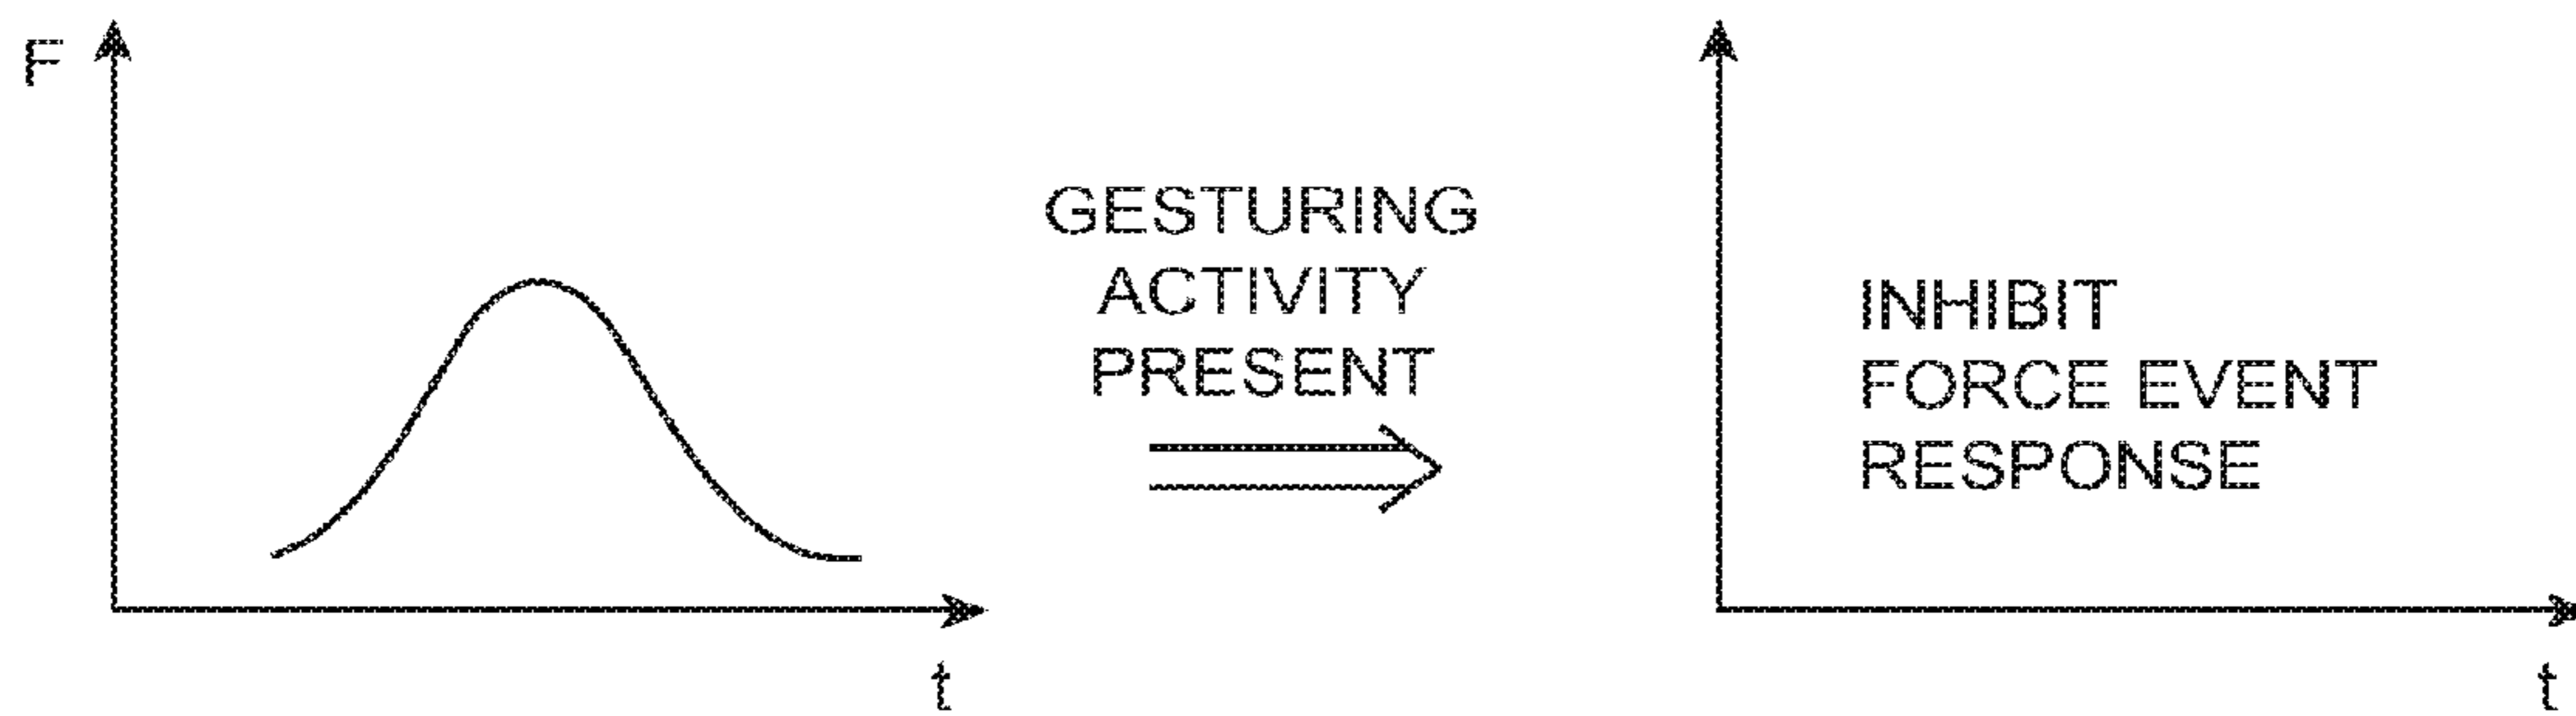 F
t
GESTURING
ACTIVITY
PRESENT
INHIBIT
FORCE EVENT
RESPONSE
t